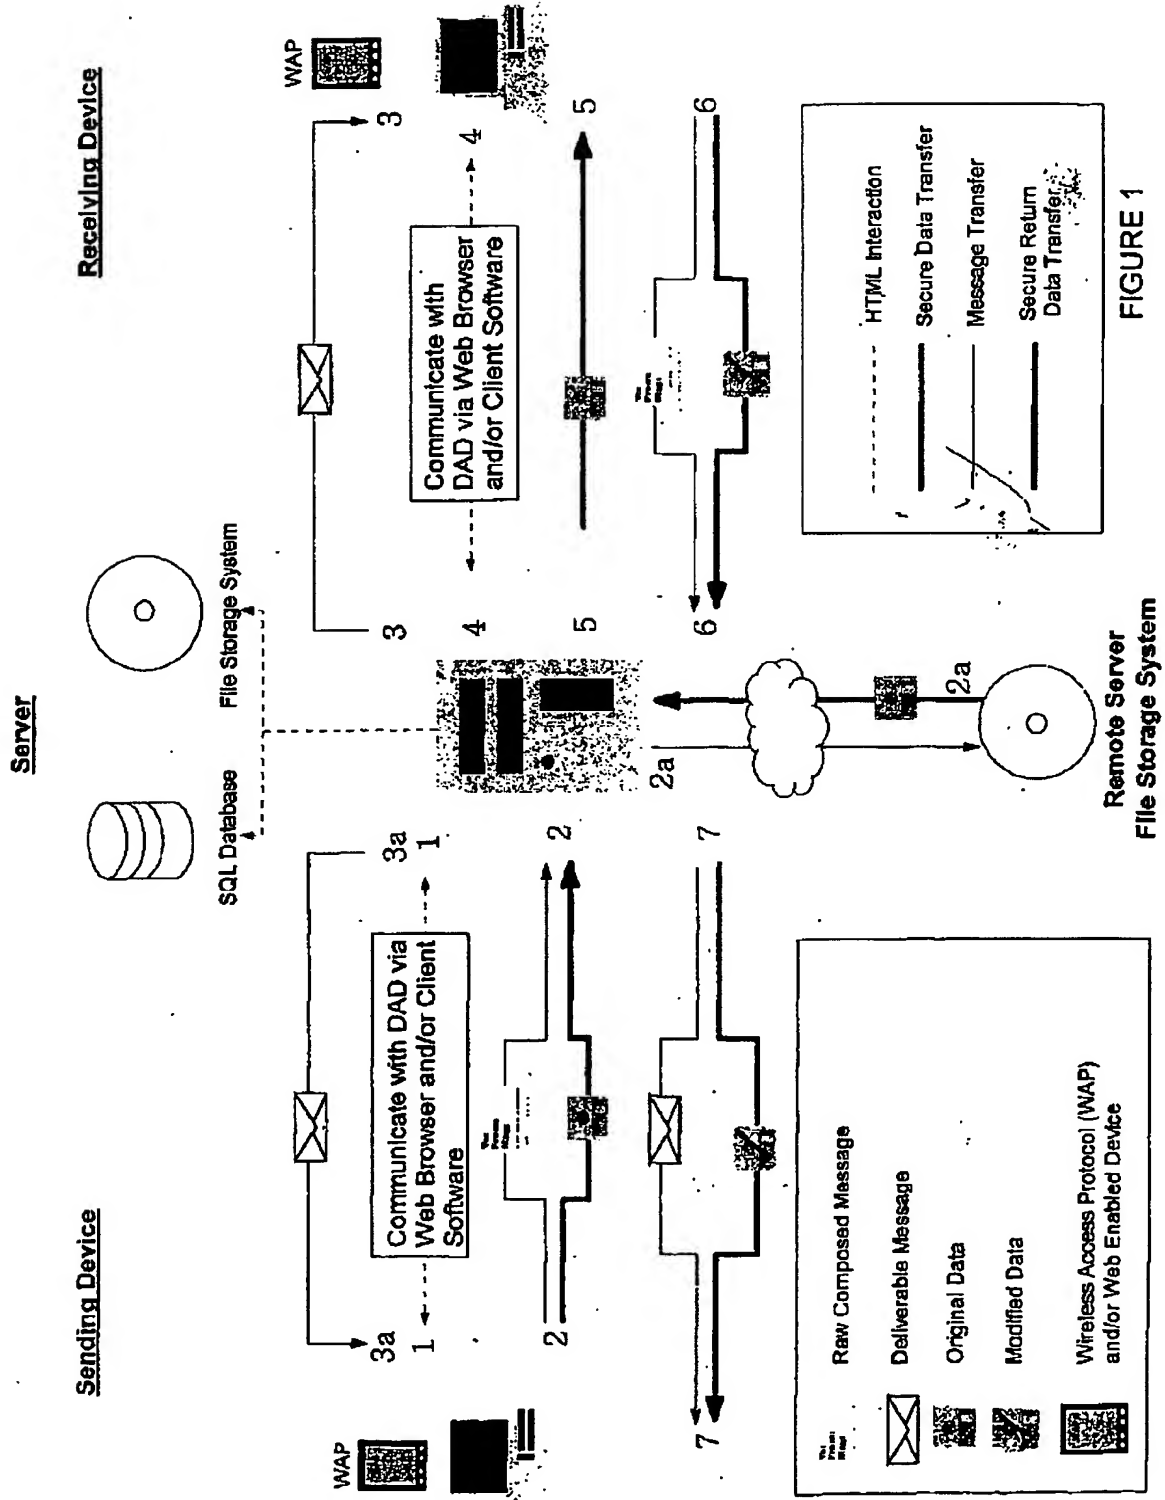 Sending Device
Server
Receiving Device
SQL Database
File Storage System
WAP
WAP
3a
3a
3
3
1
Communicate with DAD via
Web Browser and/or Client
Software
1
4
Communicate with
DAD via Web Browser
and/or Client Software
4
2
2
5
5
2a
2a
6
6
7
7
Remote Server
File Storage System
Raw Composed Message
Deliverable Message
Original Data
Modified Data
Wireless Access Protocol (WAP)
and/or Web Enabled Device
HTML Interaction
Secure Data Transfer
Message Transfer
Secure Return
Data Transfer
FIGURE 1